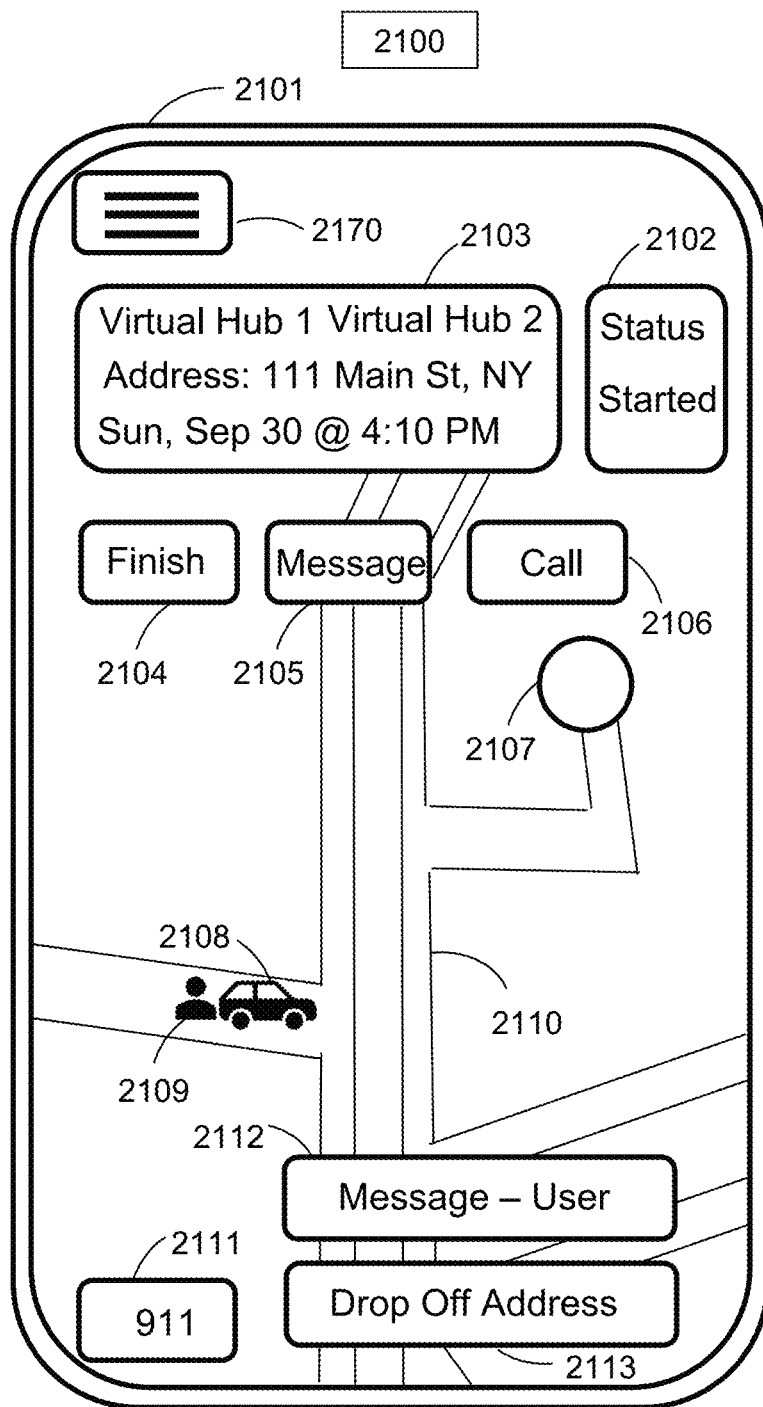 2100
2101
2170
2103
2102
Virtual Hub 1 Virtual Hub 2
Address: 111 Main St, NY
Sun, Sep 30 @ 4:10 PM
Status
Started
Finish
Message
Call
2104
2105
2106
2107
2108
2109
2110
2112
Message – User
2111
911
Drop Off Address
2113